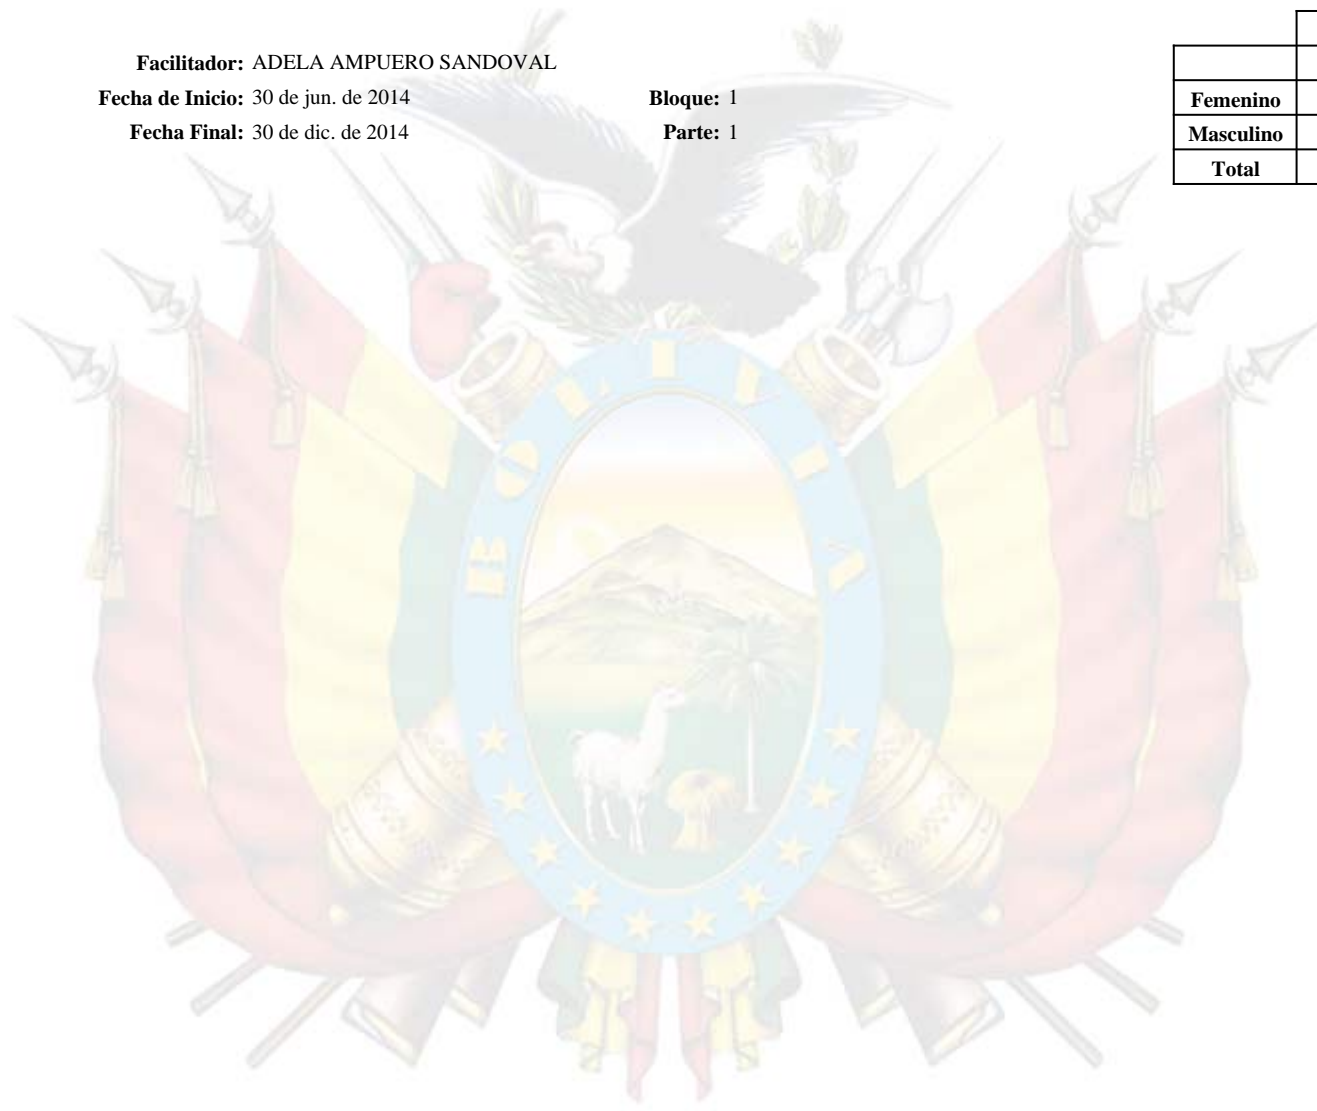 Facilitador: ADELA AMPUERO SANDOVAL
Fecha de Inicio: 30 de jun. de 2014 Bloque: 1
Fecha Final: 30 de dic. de 2014 Parte: 1
Femenino
Masculino
Total
BOLIVIA